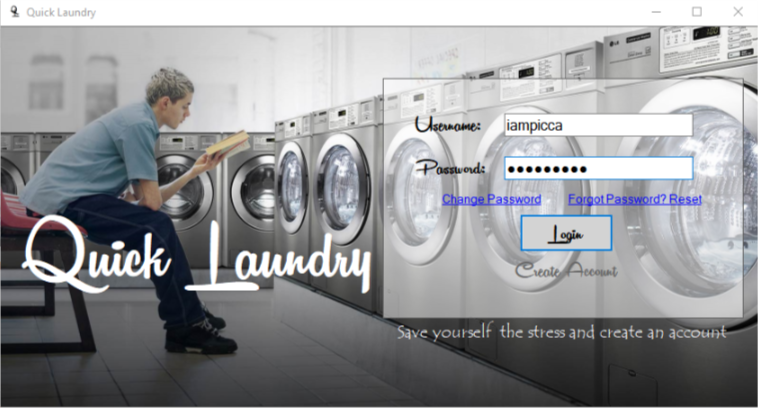 Quick Laundry
LG
Username: iampicca
Password: ●●●●●●●●●
Change Password Forgot Password? Reset
Login
Create Account
Quick Laundry
Save yourself the stress and create an account